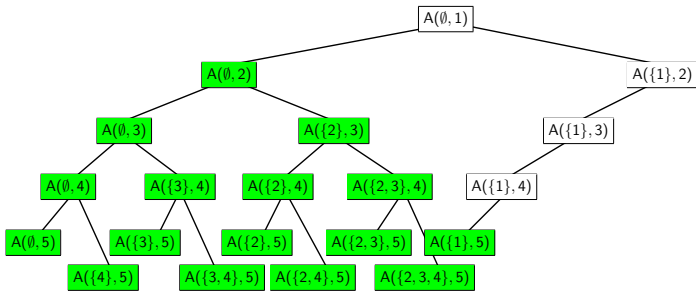 A(∅, 1)
A(∅, 2)
A({1}, 2)
A(∅, 3)
A({2}, 3)
A({1}, 3)
A(∅, 4)
A({3}, 4)
A({2}, 4)
A({2, 3}, 4)
A({1}, 4)
A(∅, 5)
A({3}, 5)
A({2}, 5)
A({2, 3}, 5)
A({1}, 5)
A({4}, 5)
A({3, 4}, 5)
A({2, 4}, 5)
A({2, 3, 4}, 5)